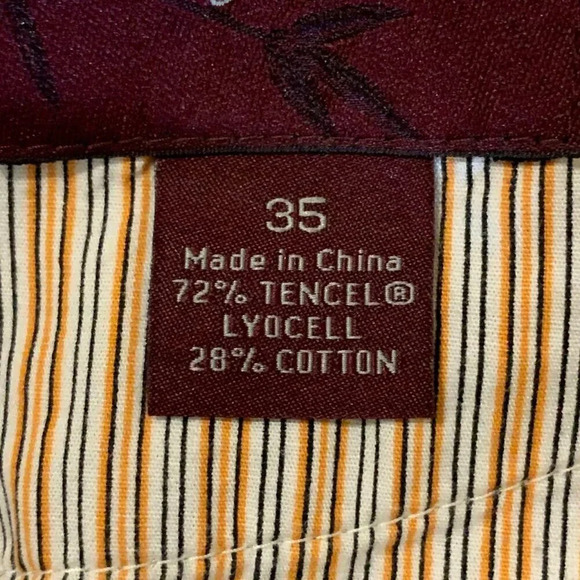 35
Made in China
72% TENCEL®
LYOCELL
28% COTTON